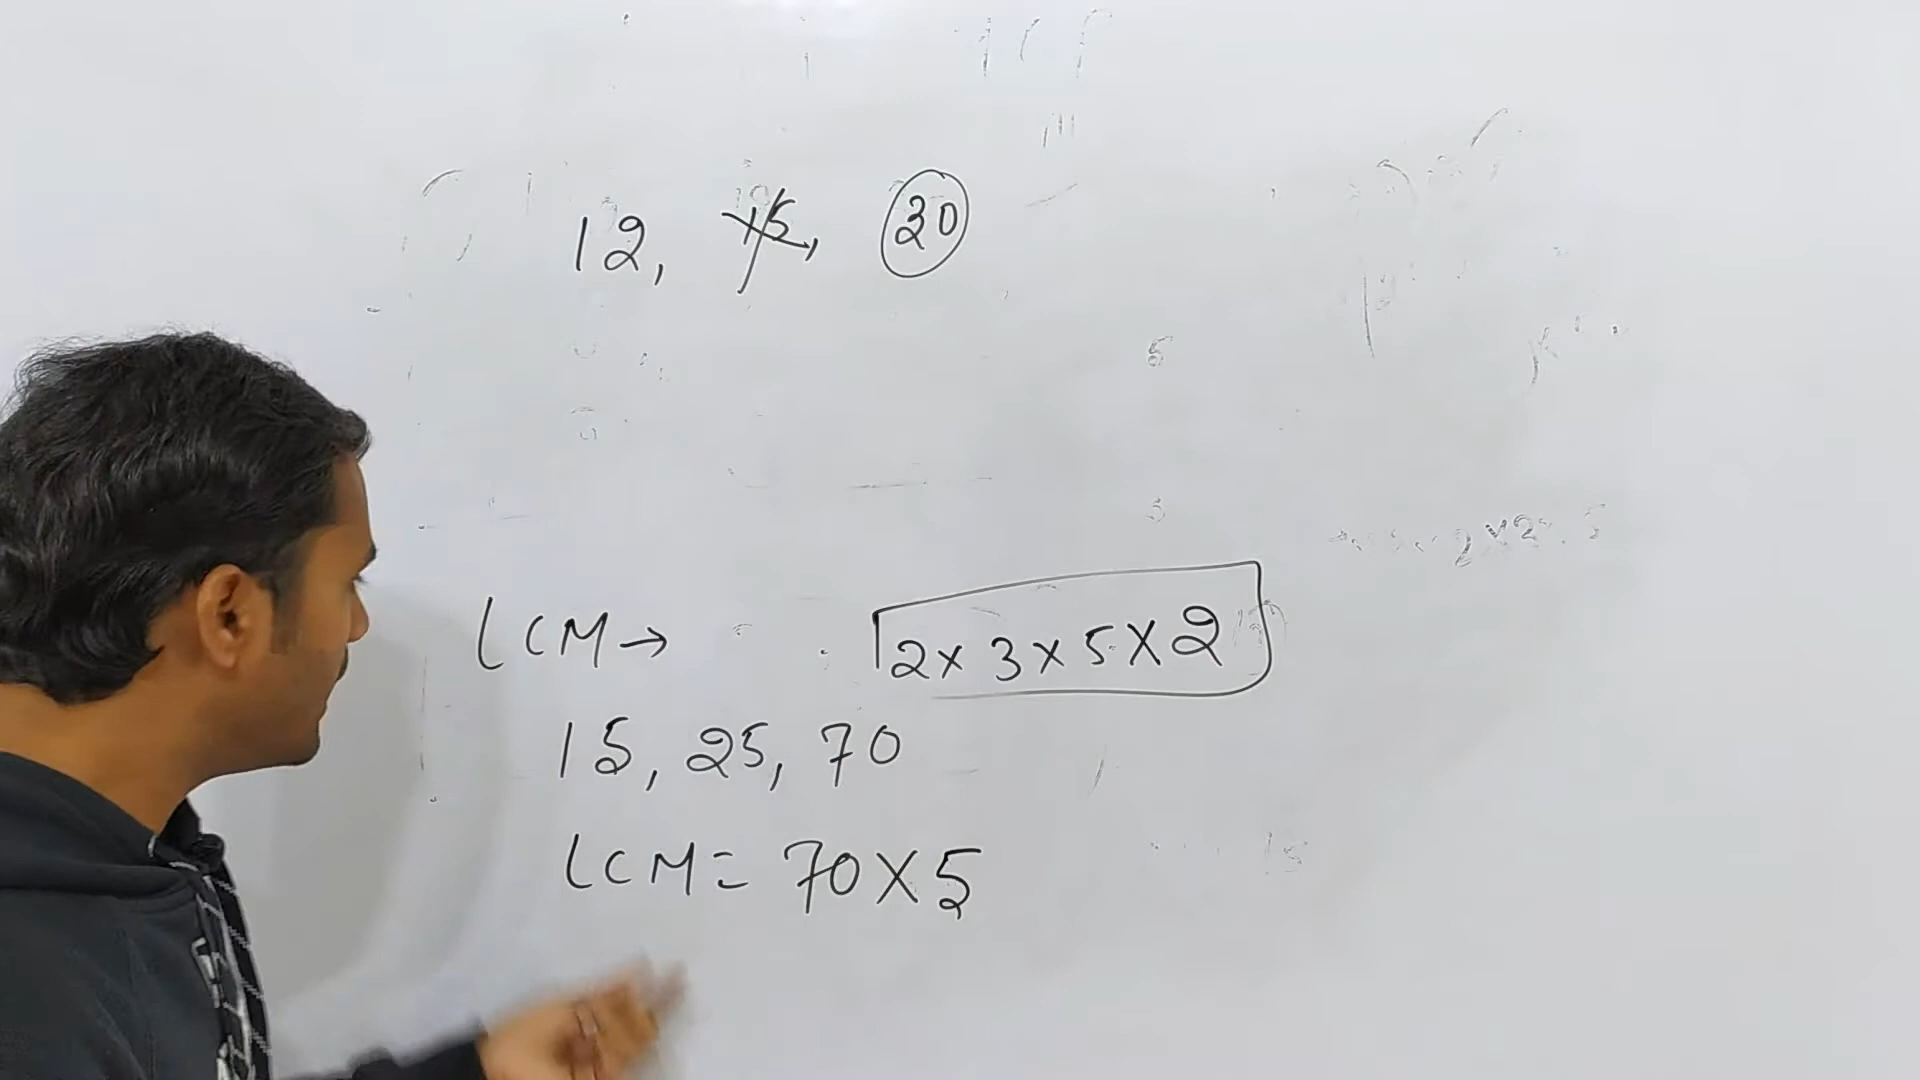 12, 15, 30
LCM → 2 x 3 x 5 x 2
15, 25, 70
LCM = 70 x 5